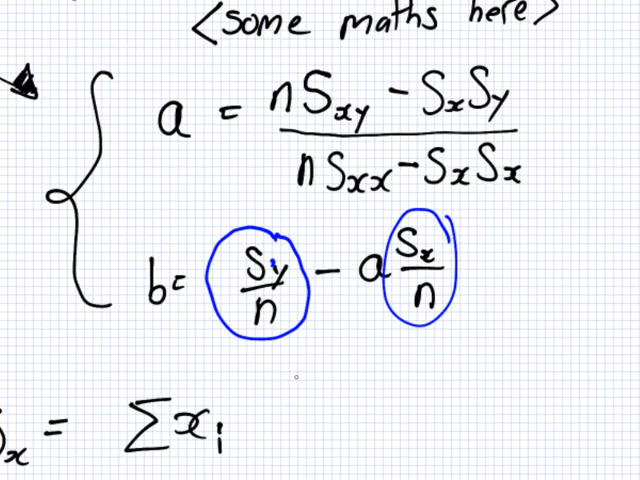 <some maths here>
a = nSxy - SxSy / nSxx - SxSx
b = Sy/n - a Sx/n
Sx = ∑xi